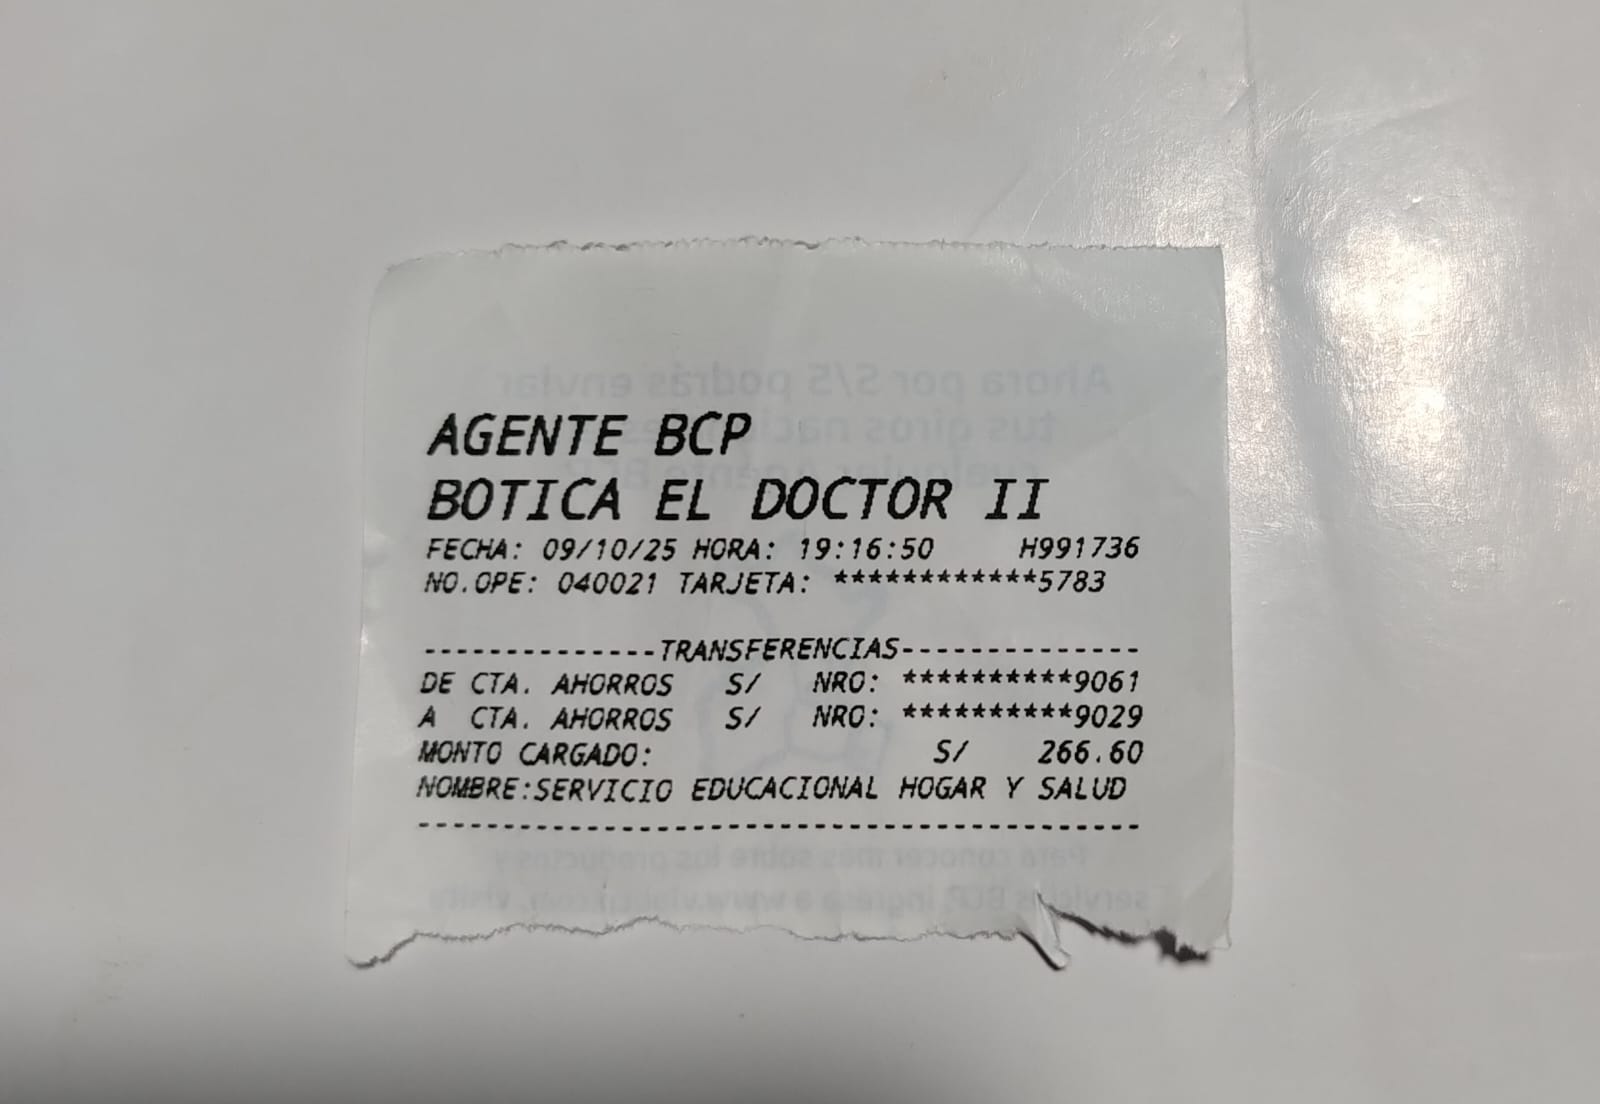 AGENTE BCP
BOTICA EL DOCTOR II
FECHA: 09/10/25 HORA: 19:16:50 H991736
NO.OPE: 040021 TARJETA: ************5783
--------------TRANSFERENCIAS--------------
DE CTA. AHORROS S/ NRO: **********9061
A CTA. AHORROS S/ NRO: **********9029
MONTO CARGADO: S/ 266.60
NOMBRE:SERVICIO EDUCACIONAL HOGAR Y SALUD
--------------------------------------------